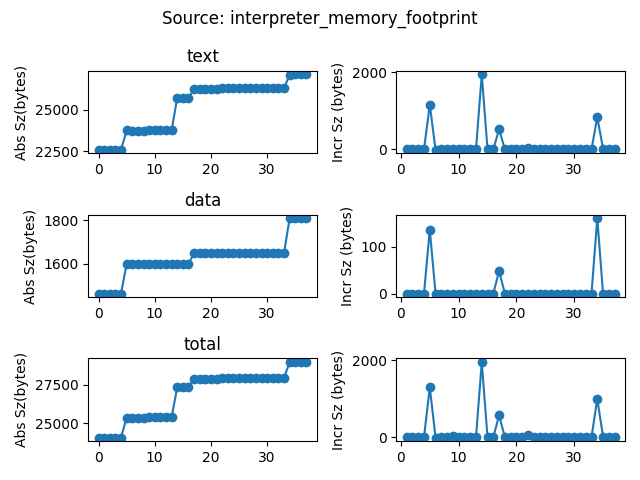 Source: interpreter_memory_footprint
text
Abs Sz(bytes)
25000
22500
0 10 20 30
Incr Sz (bytes)
2000
0
0 10 20 30
data
Abs Sz(bytes)
1800
1600
0 10 20 30
Incr Sz (bytes)
100
0
0 10 20 30
total
Abs Sz(bytes)
27500
25000
0 10 20 30
Incr Sz (bytes)
2000
0
0 10 20 30